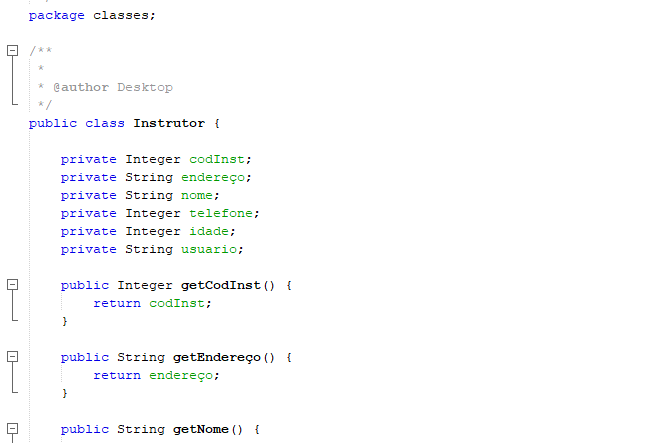 package classes;
/**
*
* @author Desktop
*/
public class Instrutor {
private Integer codInst;
private String endereço;
private String nome;
private Integer telefone;
private Integer idade;
private String usuario;
public Integer getCodInst() {
return codInst;
}
public String getEndereço() {
return endereço;
}
public String getNome() {